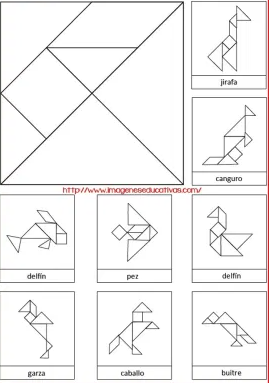 jirafa
canguro
http://www.imageneseducativas.com/
delfín
pez
delfín
garza
caballo
buitre